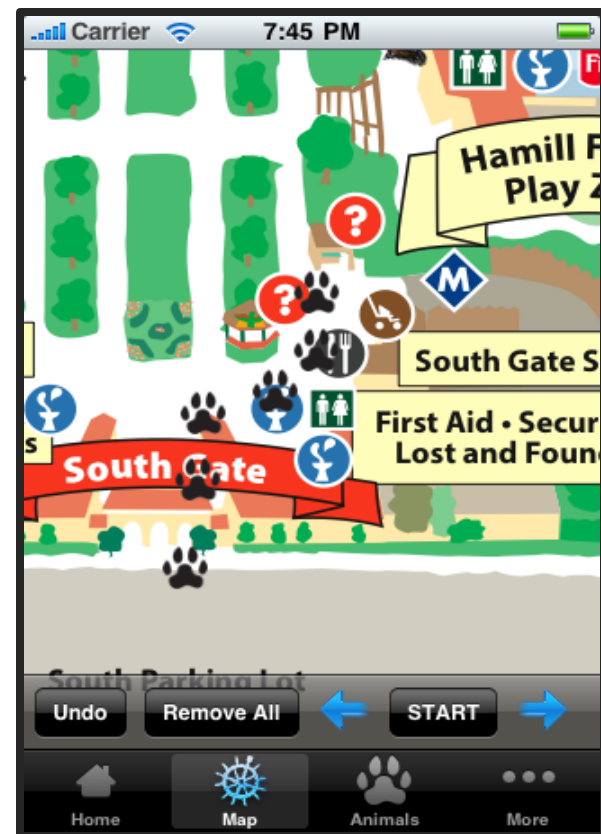 Carrier
7:45 PM
Hamill F
Play Z
?
?
M
South Gate S
First Aid • Secur
Lost and Foun
s
South Gate
South Parking Lot
Undo
Remove All
START
Home
Map
Animals
More